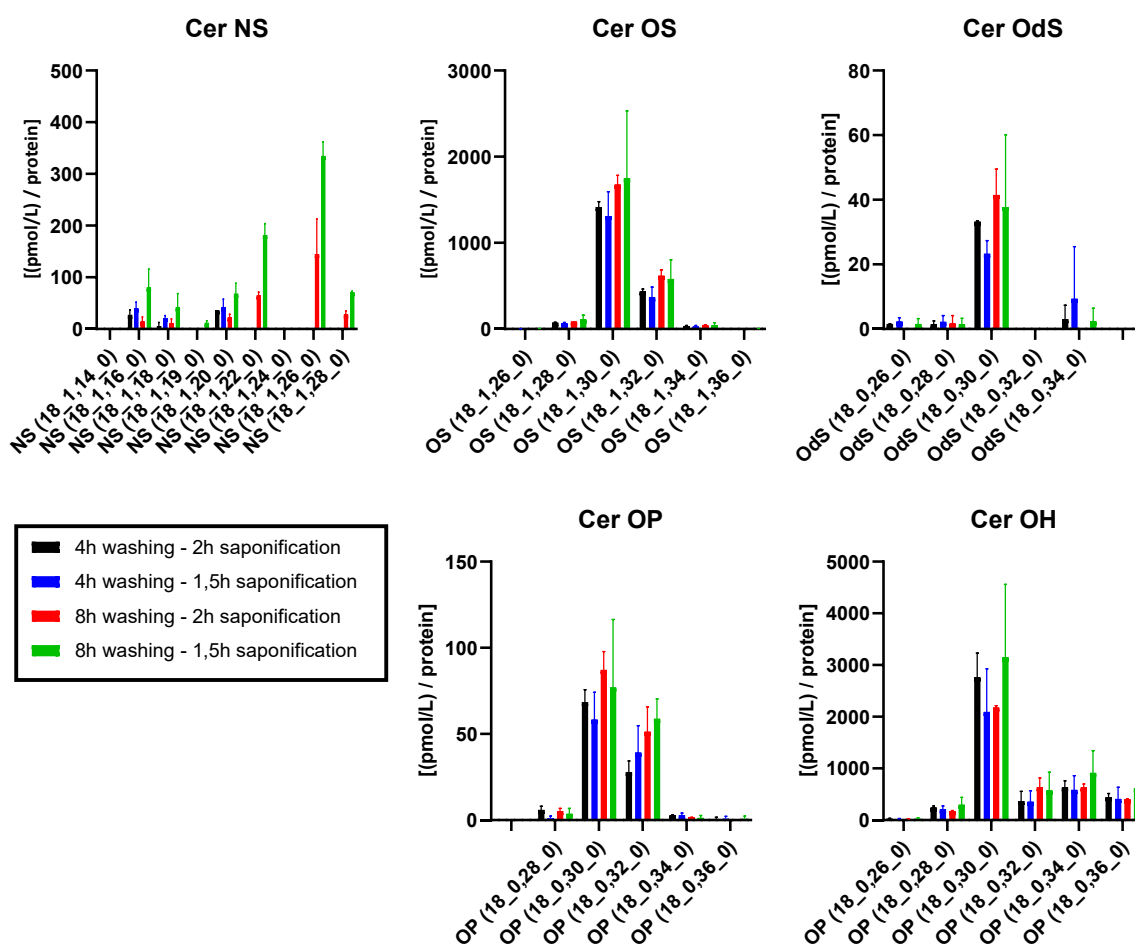 Cer NS
[(pmol/L) / protein]
500
400
300
200
100
0
NS (18_1,14_0)
NS (18_1,16_0)
NS (18_1,18_0)
NS (18_1,19_0)
NS (18_1,20_0)
NS (18_1,22_0)
NS (18_1,24_0)
NS (18_1,26_0)
NS (18_1,28_0)
Cer OS
[(pmol/L) / protein]
3000
2000
1000
0
OS (18_1,26_0)
OS (18_1,28_0)
OS (18_1,30_0)
OS (18_1,32_0)
OS (18_1,34_0)
OS (18_1,36_0)
Cer OdS
[(pmol/L) / protein]
80
60
40
20
0
OdS (18_0,26_0)
OdS (18_0,28_0)
OdS (18_0,30_0)
OdS (18_0,32_0)
OdS (18_0,34_0)
4h washing - 2h saponification
4h washing - 1,5h saponification
8h washing - 2h saponification
8h washing - 1,5h saponification
Cer OP
[(pmol/L) / protein]
150
100
50
0
OP (18_0,28_0)
OP (18_0,30_0)
OP (18_0,32_0)
OP (18_0,34_0)
OP (18_0,36_0)
Cer OH
[(pmol/L) / protein]
5000
4000
3000
2000
1000
0
OP (18_0,26_0)
OP (18_0,28_0)
OP (18_0,30_0)
OP (18_0,32_0)
OP (18_0,34_0)
OP (18_0,36_0)